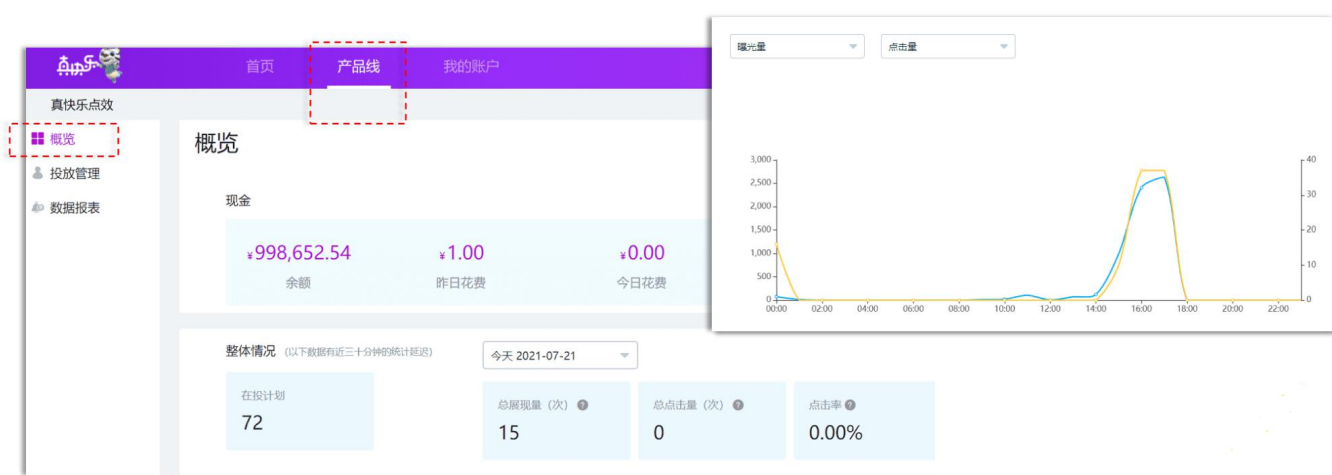 真快乐
首页
产品线
我的账户
真快乐点效
概览
投放管理
数据报表
概览
现金
¥998,652.54
¥1.00
¥0.00
余额
昨日花费
今日花费
整体情况 (以下数据有近三十分钟的统计延迟)
今天 2021-07-21
在投计划
72
总展现量（次） ?
15
总点击量（次） ?
0
点击率 ?
0.00%
曝光量
点击量
3,000
2,500
2,000
1,500
1,000
500
0
40
30
20
10
0
00:00
02:00
04:00
06:00
08:00
10:00
12:00
14:00
16:00
18:00
20:00
22:00